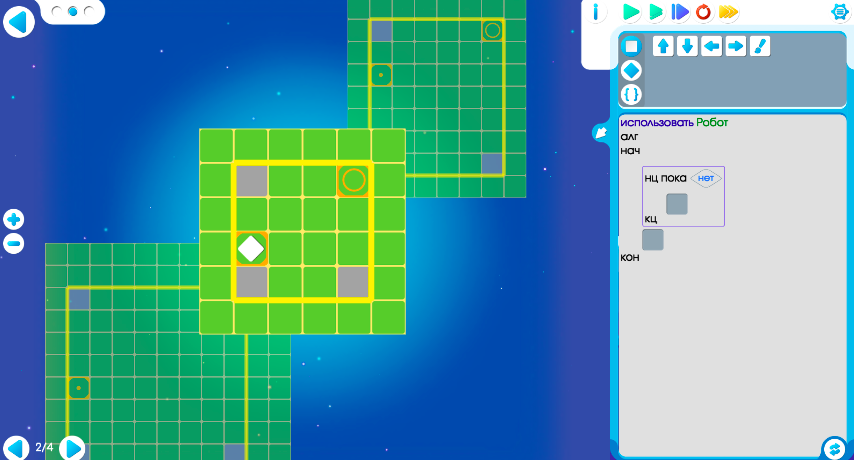 i
{ }
использовать Робот
алг
нач
нц пока нет
кц
кон
2/4